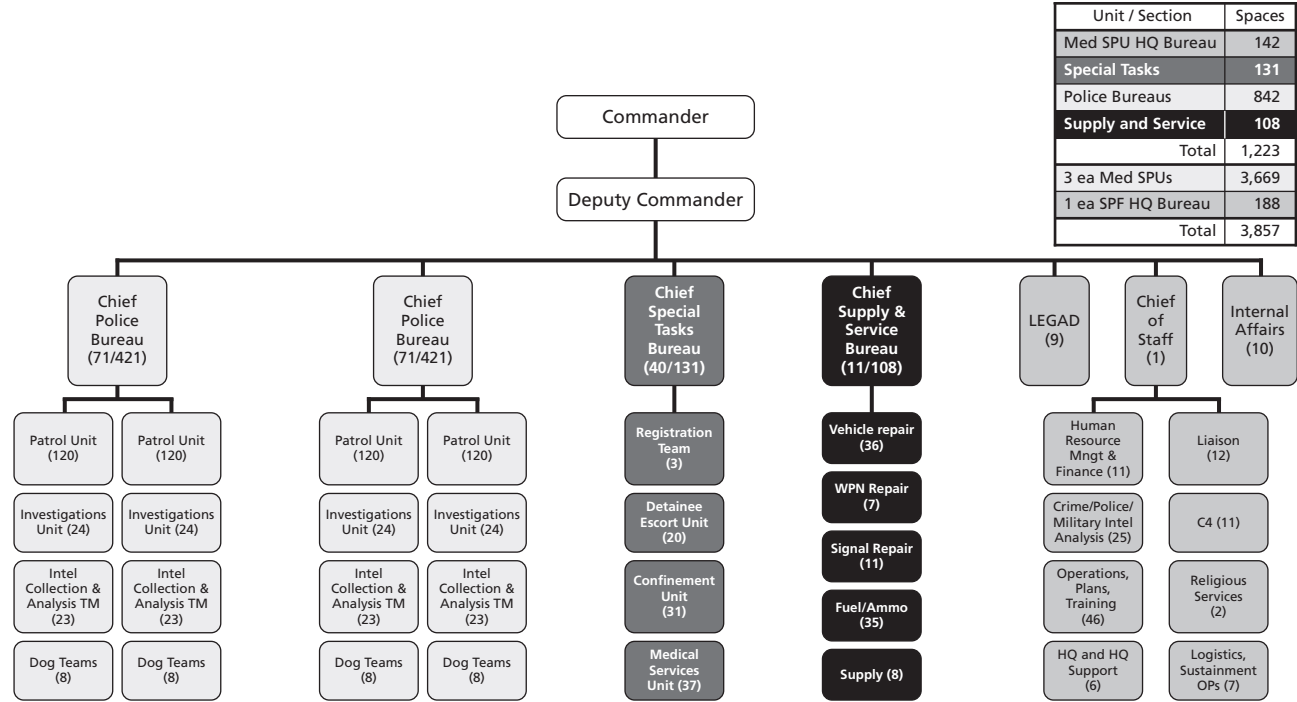 Unit / Section Spaces
Med SPU HQ Bureau 142
Special Tasks 131
Police Bureaus 842
Supply and Service 108
Total 1,223
3 ea Med SPUs 3,669
1 ea SPF HQ Bureau 188
Total 3,857
Commander
Deputy Commander
Chief
Police
Bureau
(71/421)
Chief
Police
Bureau
(71/421)
Chief
Special
Tasks
Bureau
(40/131)
Chief
Supply &
Service
Bureau
(11/108)
LEGAD
(9)
Chief
of
Staff
(1)
Internal
Affairs
(10)
Patrol Unit
(120)
Patrol Unit
(120)
Investigations
Unit (24)
Investigations
Unit (24)
Intel
Collection &
Analysis TM
(23)
Intel
Collection &
Analysis TM
(23)
Dog Teams
(8)
Dog Teams
(8)
Patrol Unit
(120)
Patrol Unit
(120)
Investigations
Unit (24)
Investigations
Unit (24)
Intel
Collection &
Analysis TM
(23)
Intel
Collection &
Analysis TM
(23)
Dog Teams
(8)
Dog Teams
(8)
Registration
Team
(3)
Detainee
Escort Unit
(20)
Confinement
Unit
(31)
Medical
Services
Unit (37)
Vehicle repair
(36)
WPN Repair
(7)
Signal Repair
(11)
Fuel/Ammo
(35)
Supply (8)
Human
Resource
Mngt &
Finance (11)
Liaison
(12)
Crime/Police/
Military Intel
Analysis (25)
C4 (11)
Operations,
Plans,
Training
(46)
Religious
Services
(2)
HQ and HQ
Support
(6)
Logistics,
Sustainment
OPs (7)